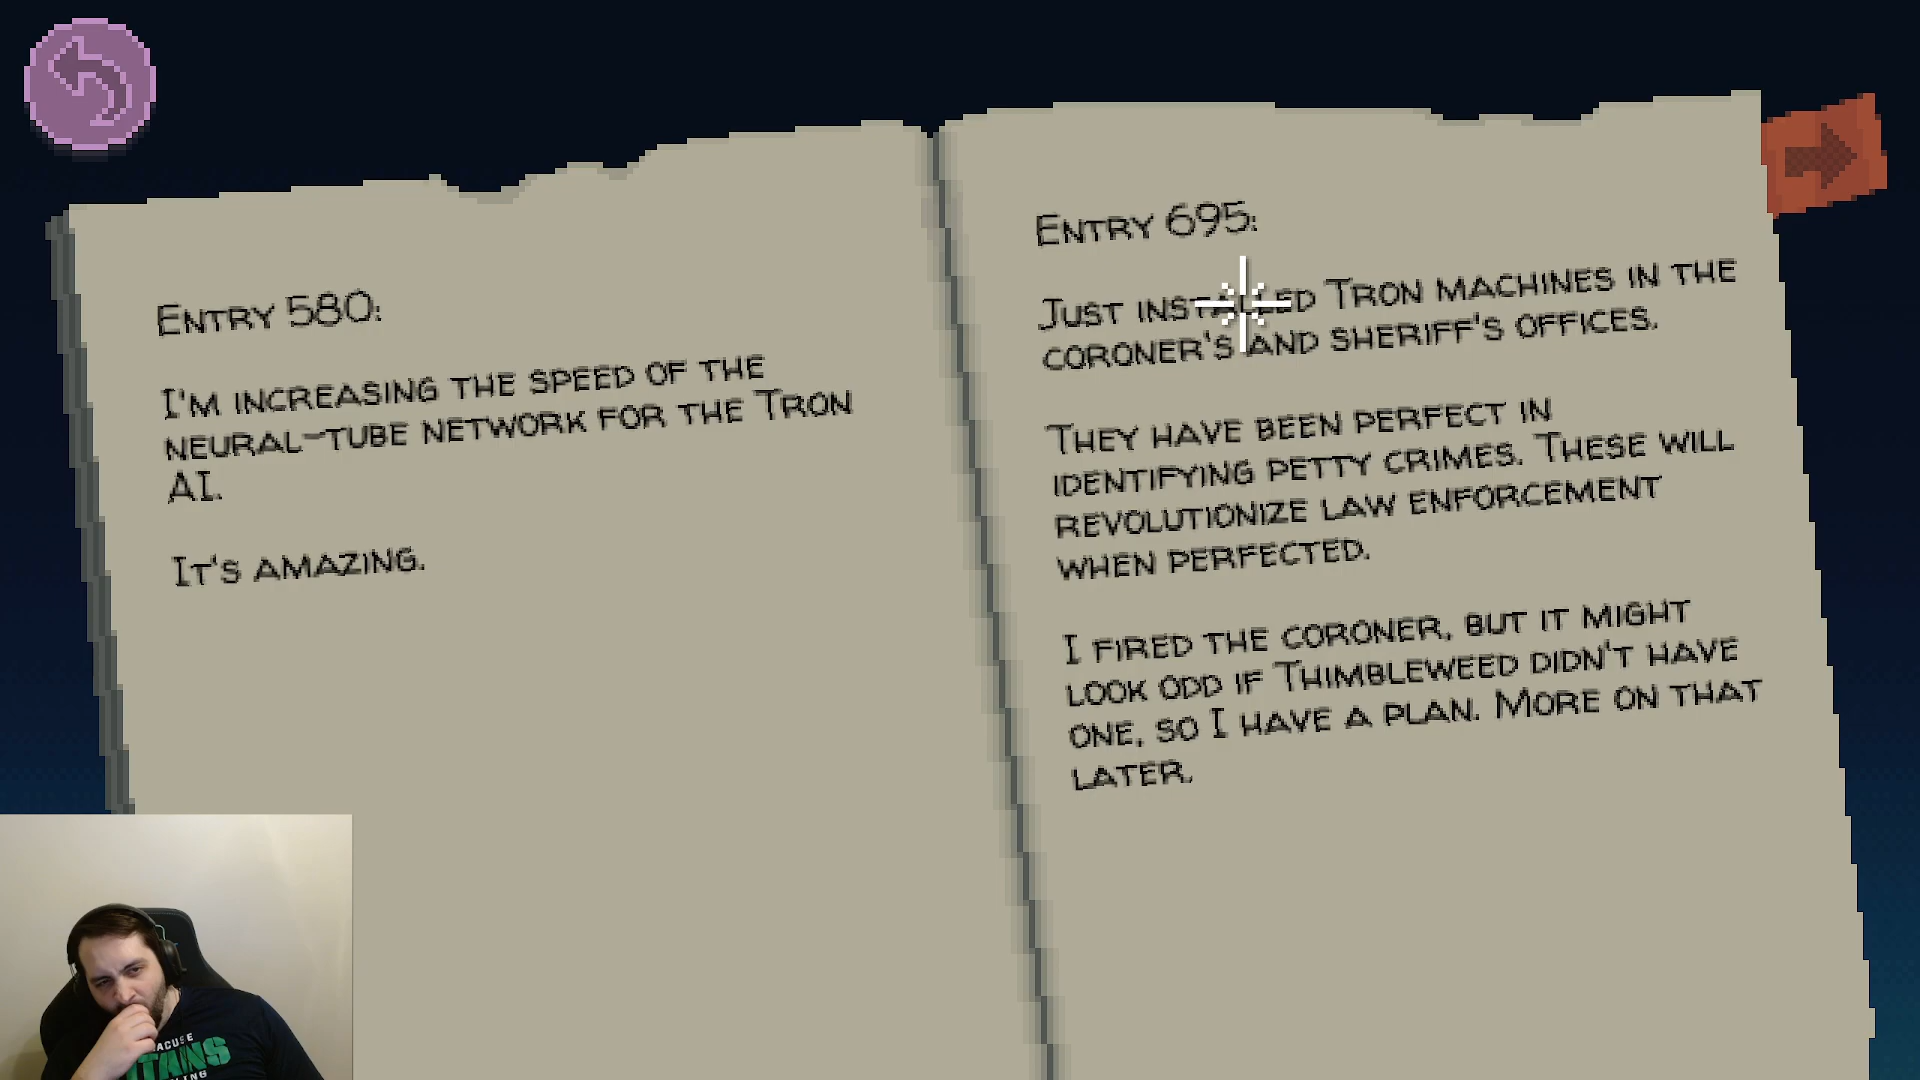 Entry 580:
I'm increasing the speed of the
neural-tube network for the Tron
AI.
It's amazing.
Entry 695:
Just installed Tron machines in the
coroner's and sheriff's offices.
They have been perfect in
identifying petty crimes. These will
revolutionize law enforcement
when perfected.
I fired the coroner, but it might
look odd if Thimbleweed didn't have
one, so I have a plan. More on that
later.